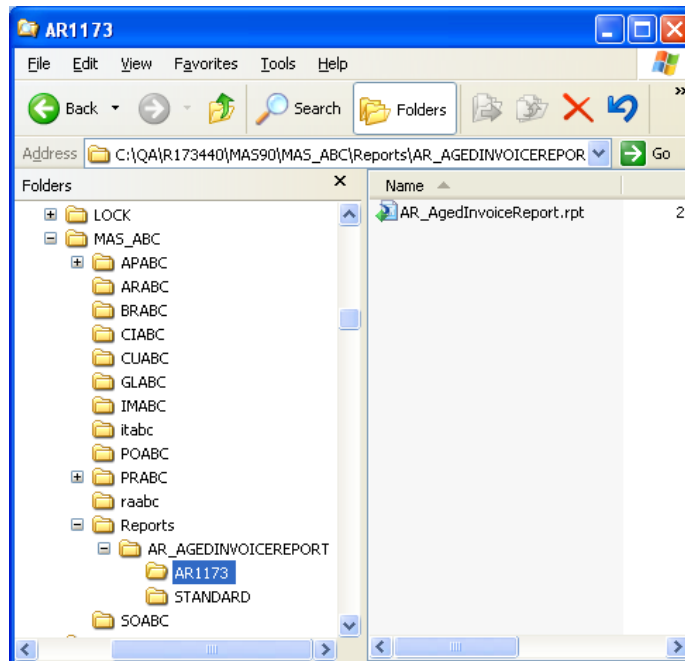 AR1173
File Edit View Favorites Tools Help
Back Search Folders »
Address C:\QA\R173440\MAS90\MAS_ABC\Reports\AR_AGEDINVOICEREPOR Go
Folders × Name
LOCK AR_AgedInvoiceReport.rpt 2
MAS_ABC
APABC
ARABC
BRABC
CIABC
CUABC
GLABC
IMABC
itabc
POABC
PRABC
raabc
Reports
AR_AGEDINVOICEREPORT
AR1173
STANDARD
SOABC